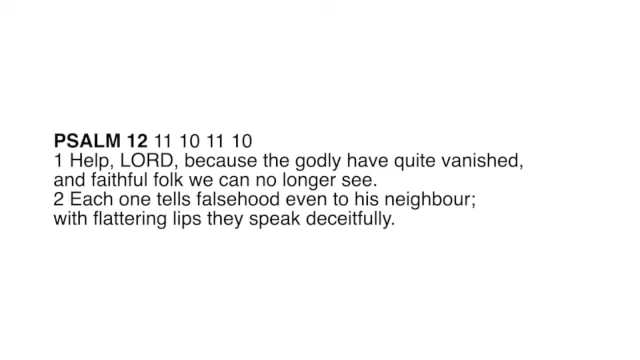 PSALM 12 11 10 11 10
1 Help, LORD, because the godly have quite vanished,
and faithful folk we can no longer see.
2 Each one tells falsehood even to his neighbour;
with flattering lips they speak deceitfully.